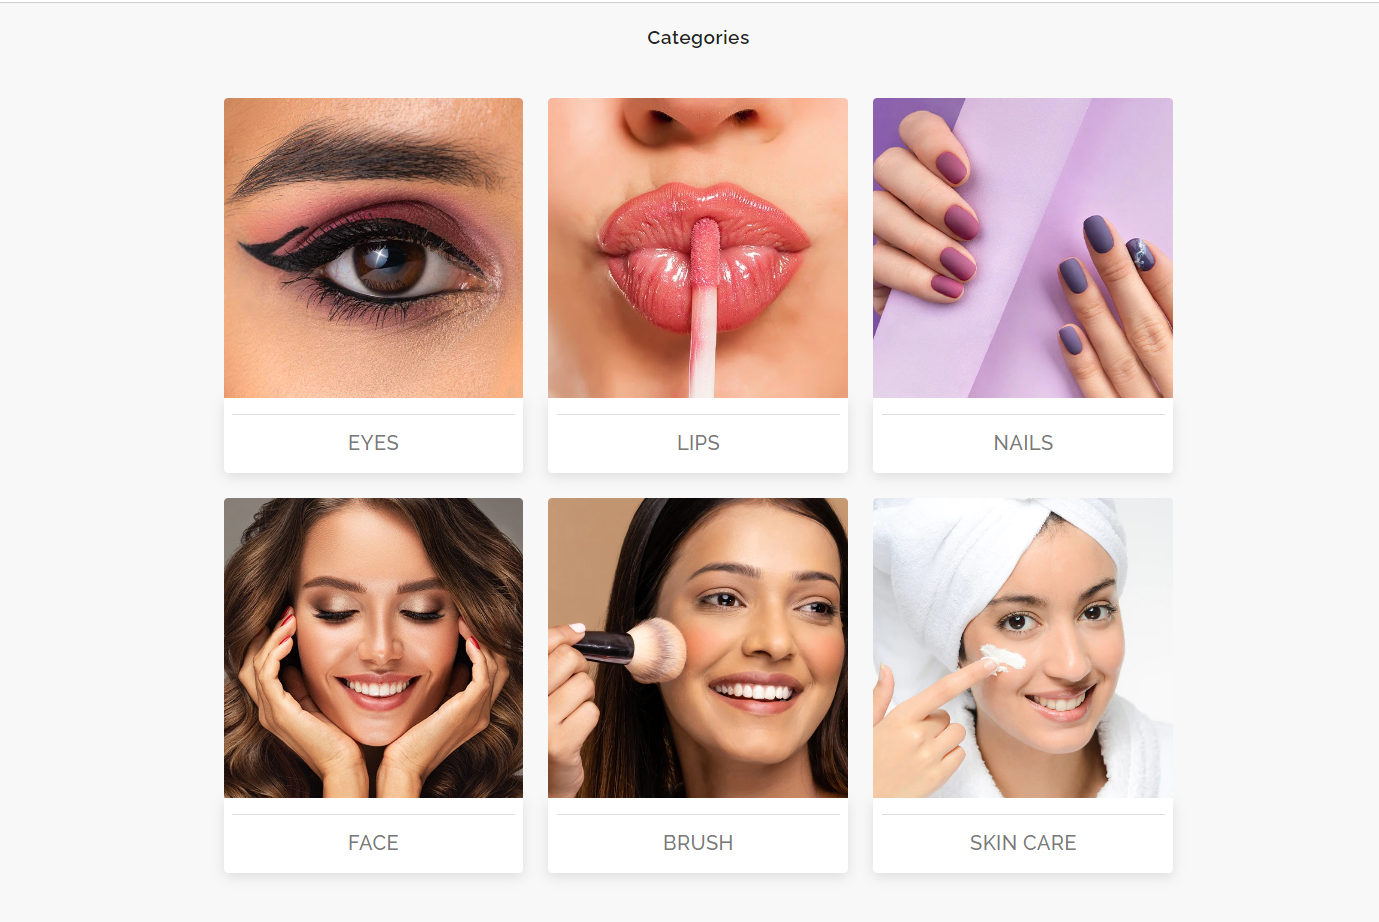 Categories
EYES
LIPS
NAILS
FACE
BRUSH
SKIN CARE